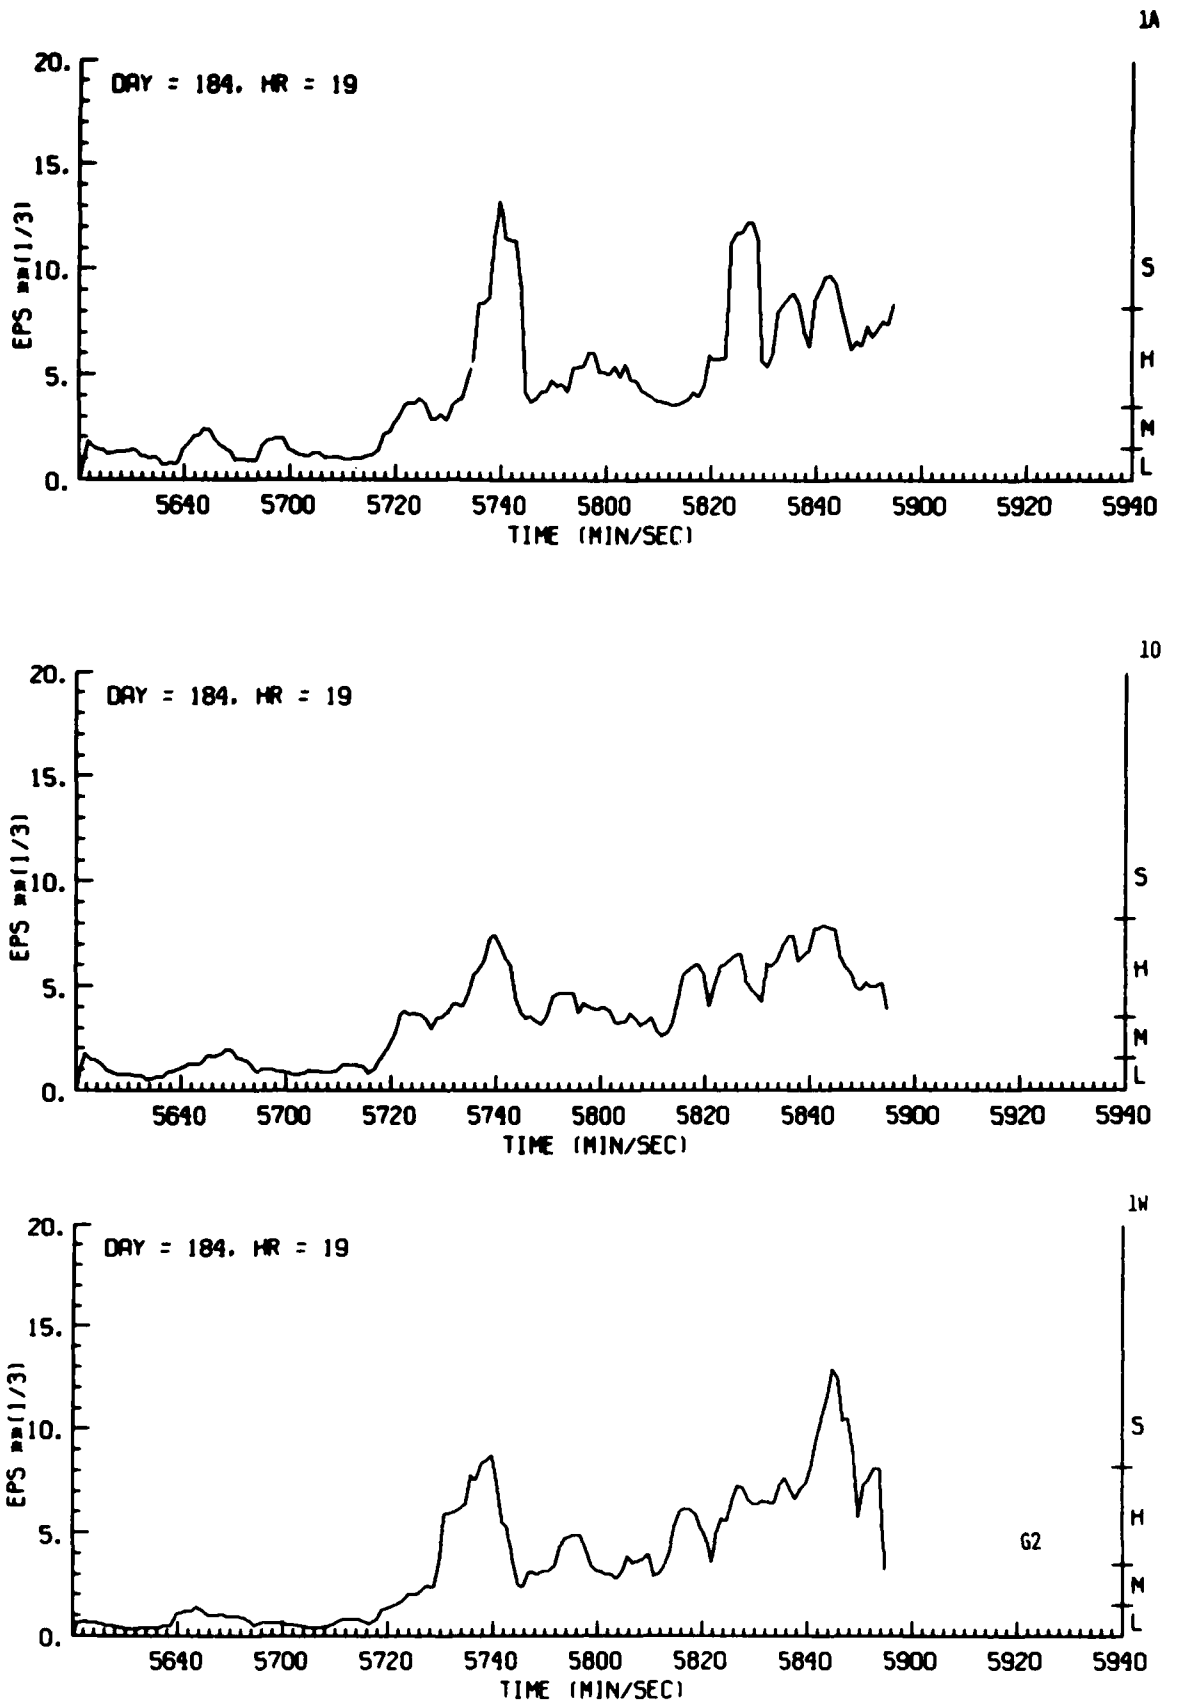 1A
20.
DAY = 184. HR = 19
15.
10.
5.
0.
EPS mm(1/3)
S
H
M
L
5640 5700 5720 5740 5800 5820 5840 5900 5920 5940
TIME (MIN/SEC)
10
20.
DAY = 184. HR = 19
15.
10.
5.
0.
EPS mm(1/3)
S
H
M
L
5640 5700 5720 5740 5800 5820 5840 5900 5920 5940
TIME (MIN/SEC)
1W
20.
DAY = 184. HR = 19
15.
10.
5.
0.
EPS mm(1/3)
S
H
G2
M
L
5640 5700 5720 5740 5800 5820 5840 5900 5920 5940
TIME (MIN/SEC)